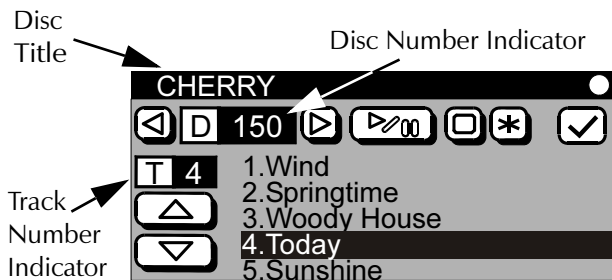 Disc
Title
Disc Number Indicator
CHERRY
D 150
T 4
1.Wind
2.Springtime
3.Woody House
4.Today
5.Sunshine
Track
Number
Indicator